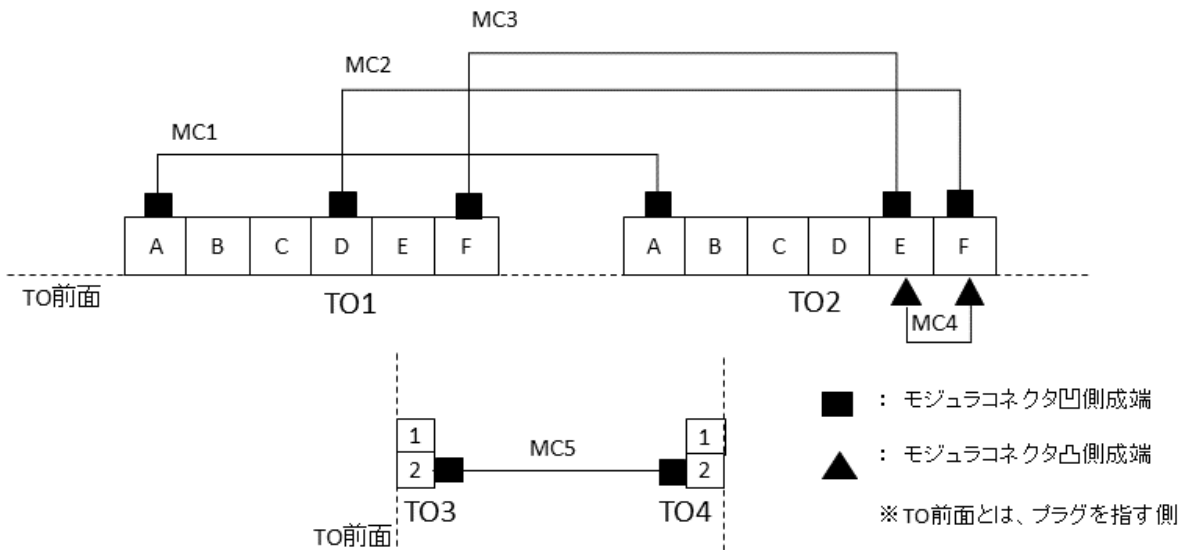 MC3
MC2
MC1
A B C D E F
A B C D E F
TO前面
TO1
TO2
MC4
1
2
MC5
1
2
TO3
TO4
TO前面
： モジュラコネクタ凹側成端
： モジュラコネクタ凸側成端
※TO前面とは、プラグを指す側